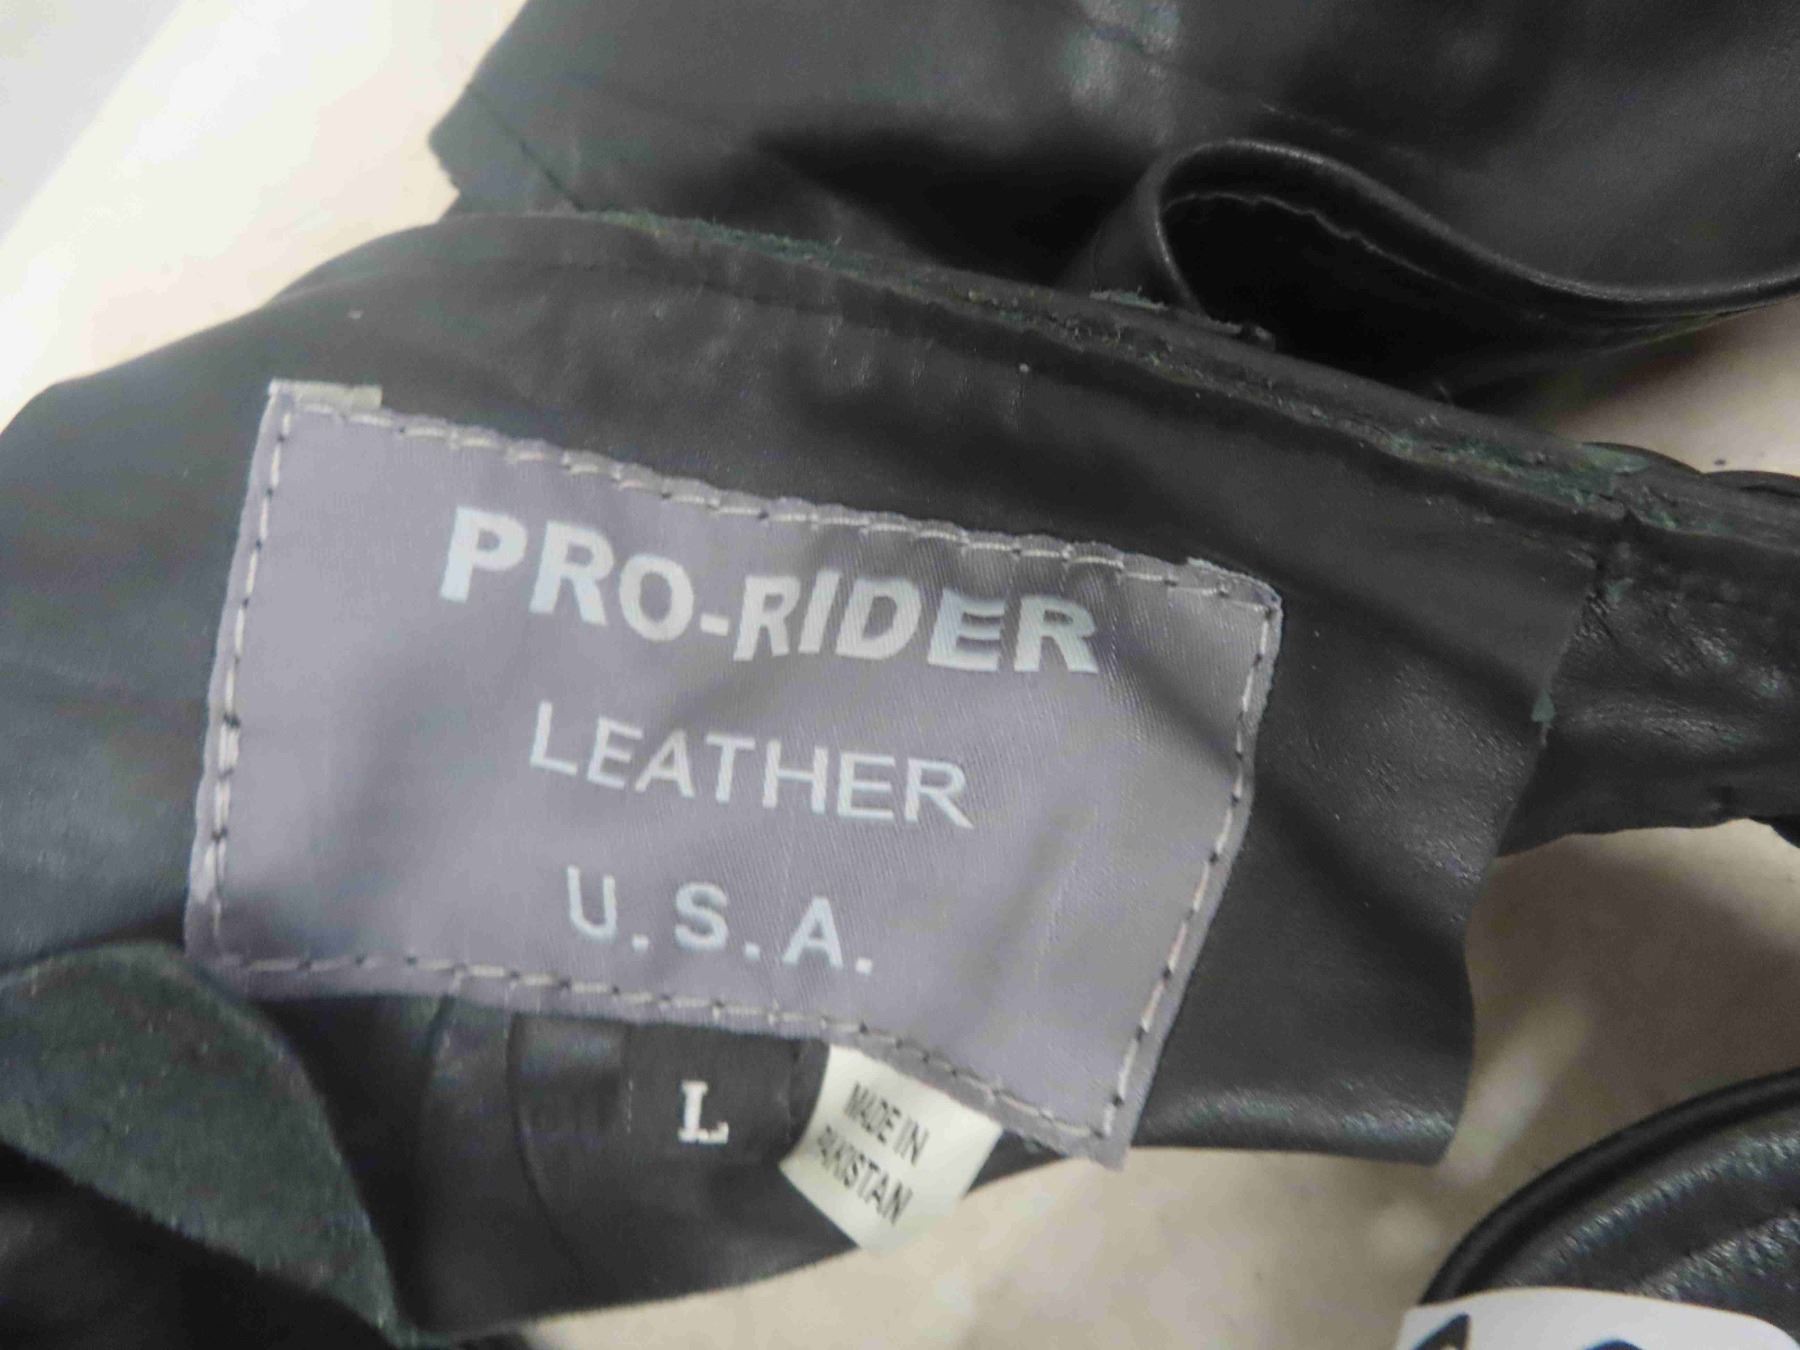 PRO-RIDER
LEATHER
U.S.A.
L
MADE IN
PAKISTAN